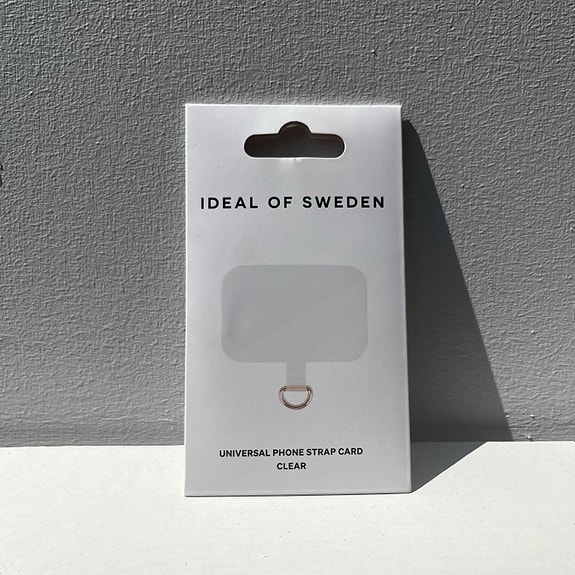 IDEAL OF SWEDEN
UNIVERSAL PHONE STRAP CARD
CLEAR